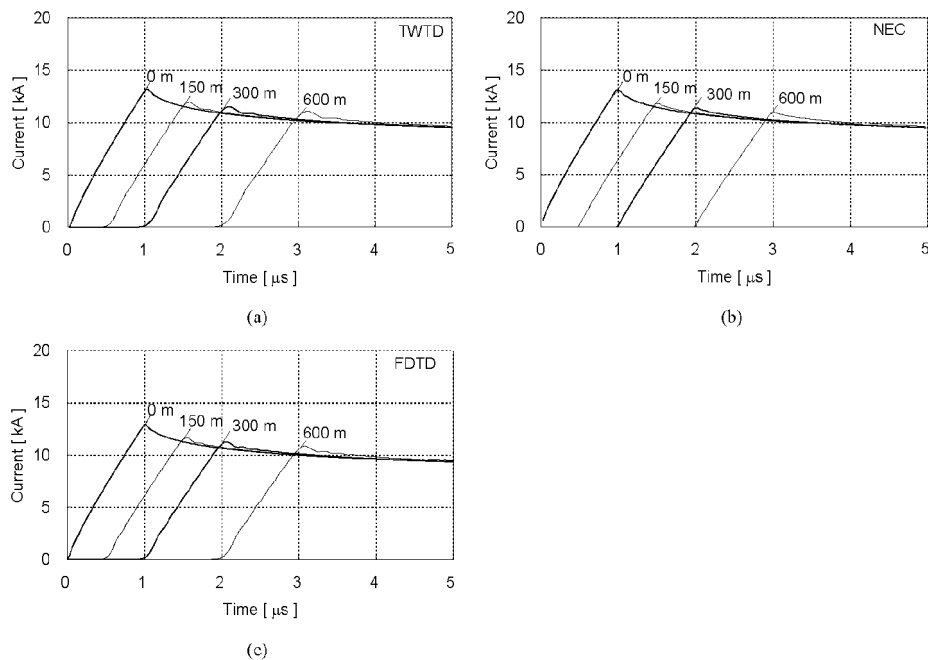 20
15
10
5
0
Current [ kA ]
TWTD
0 m
150 m
300 m
600 m
0 1 2 3 4 5
Time [ μs ]
(a)
20
15
10
5
0
Current [ kA ]
NEC
0 m
150 m
300 m
600 m
0 1 2 3 4 5
Time [ μs ]
(b)
20
15
10
5
0
Current [ kA ]
FDTD
0 m
150 m
300 m
600 m
0 1 2 3 4 5
Time [ μs ]
(c)